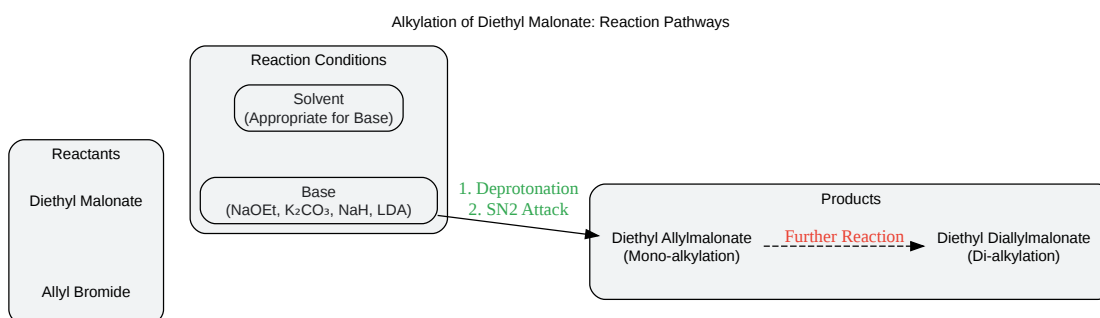 Alkylation of Diethyl Malonate: Reaction Pathways
Reaction Conditions
Solvent
(Appropriate for Base)
Reactants
Diethyl Malonate
Allyl Bromide
Base
(NaOEt, K₂CO₃, NaH, LDA)
1. Deprotonation
2. SN2 Attack
Products
Diethyl Allylmalonate
(Mono-alkylation)
Further Reaction
Diethyl Diallylmalonate
(Di-alkylation)